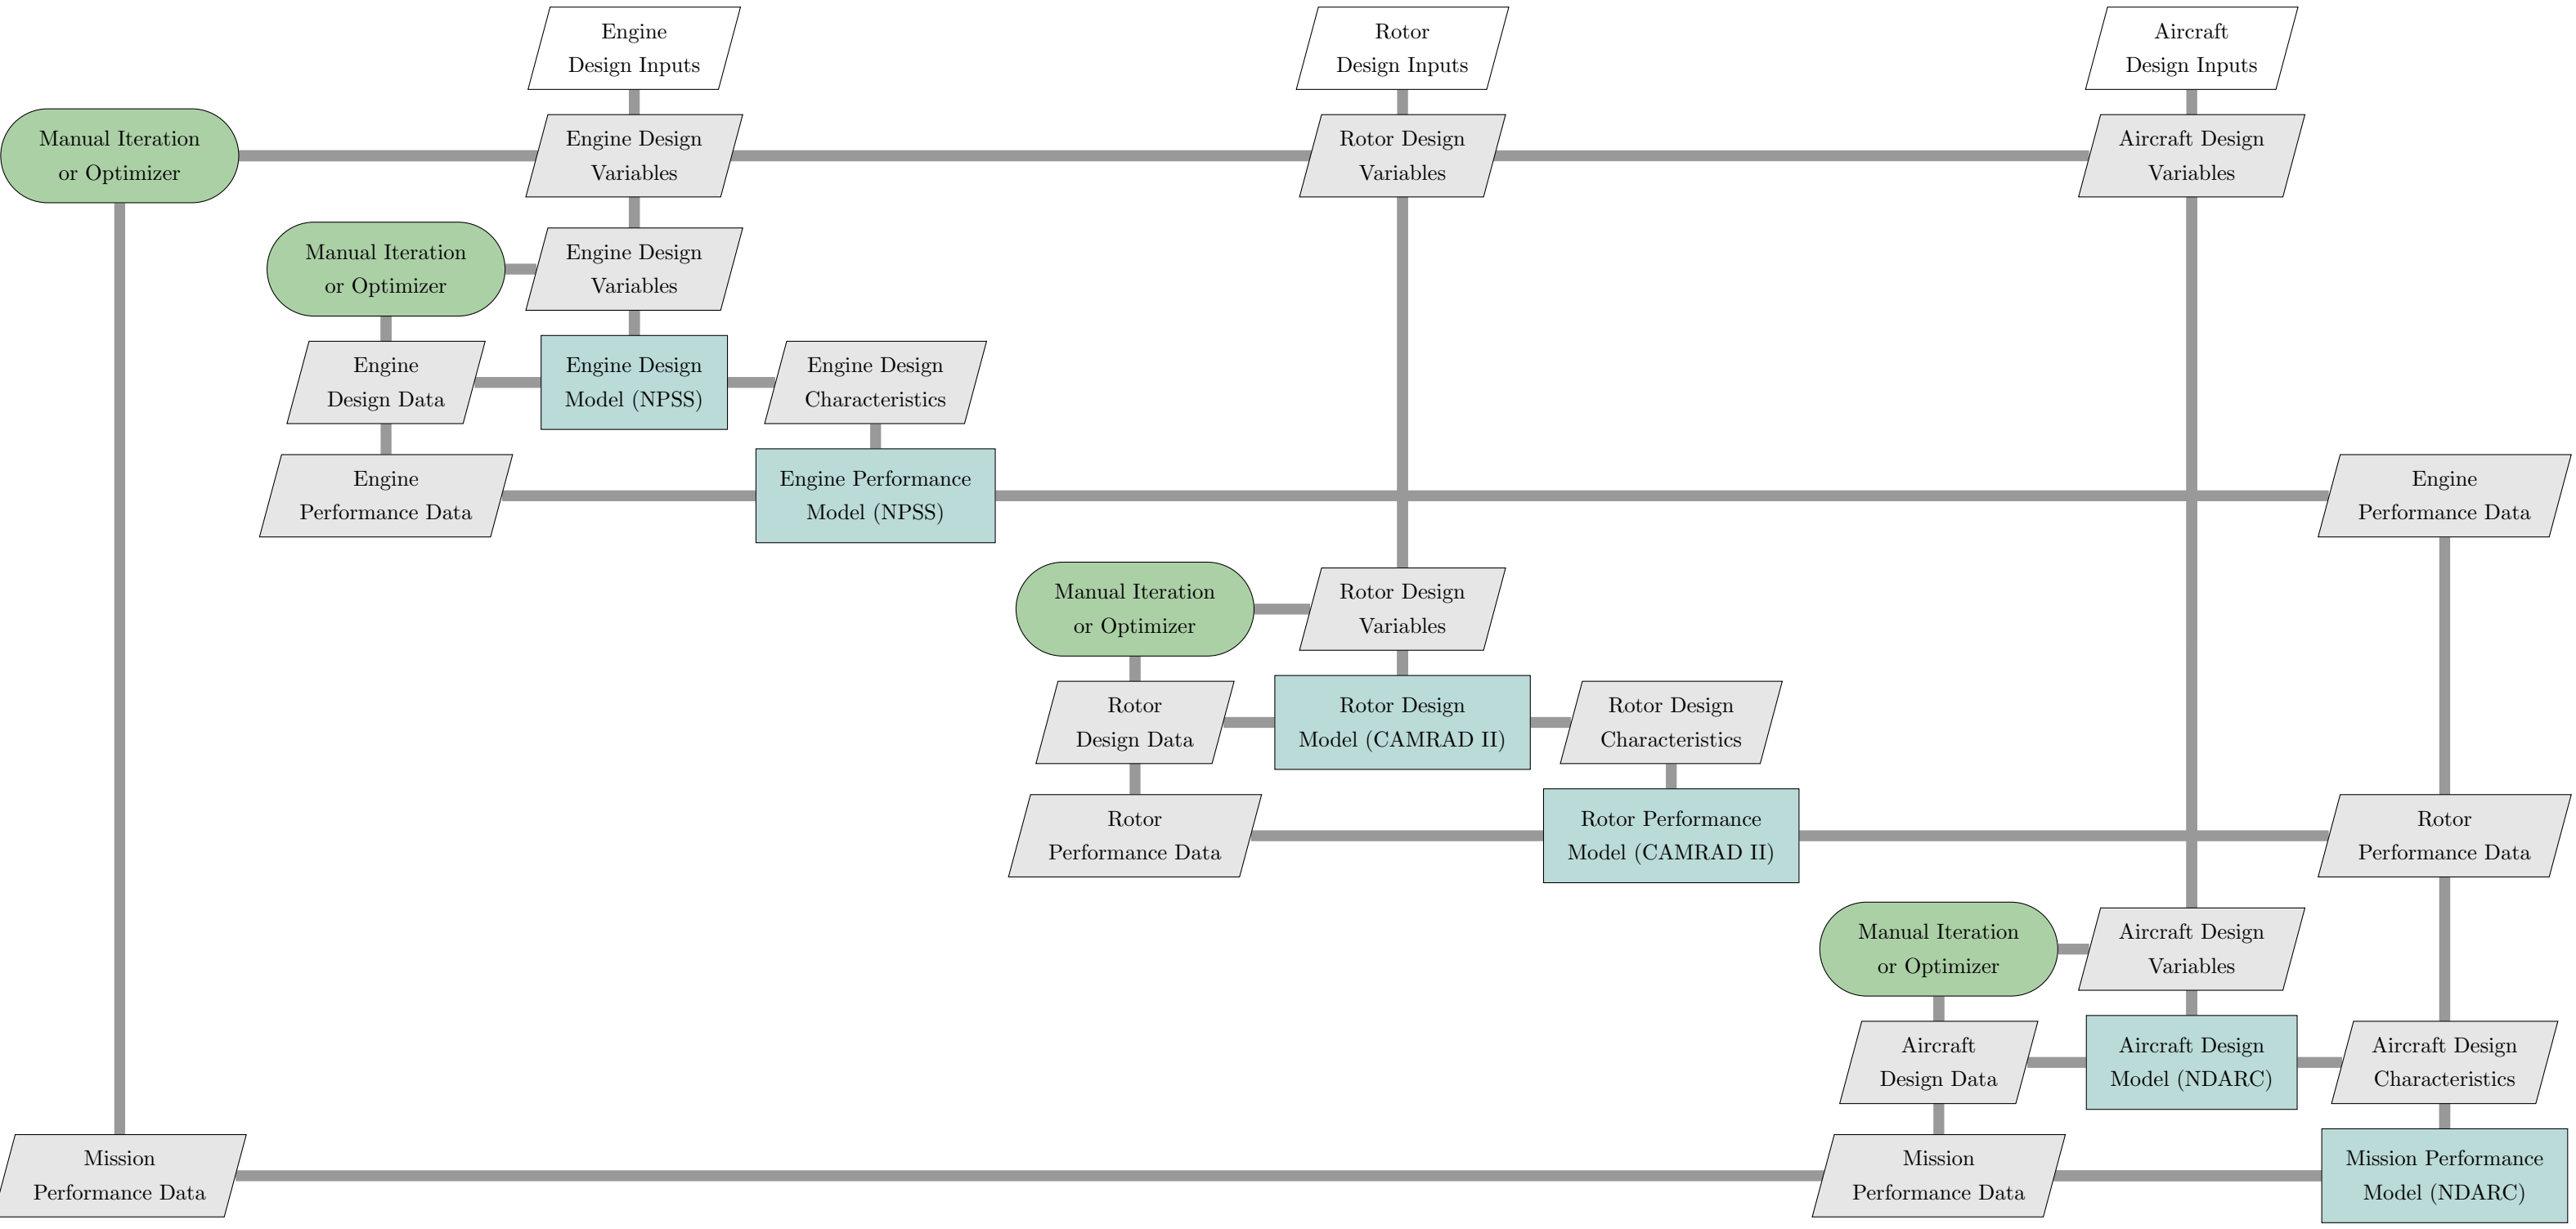 Engine
Design Inputs
Rotor
Design Inputs
Aircraft
Design Inputs
Manual Iteration
or Optimizer
Engine Design
Variables
Rotor Design
Variables
Aircraft Design
Variables
Manual Iteration
or Optimizer
Engine Design
Variables
Engine
Design Data
Engine Design
Model (NPSS)
Engine Design
Characteristics
Engine
Performance Data
Engine Performance
Model (NPSS)
Engine
Performance Data
Manual Iteration
or Optimizer
Rotor Design
Variables
Rotor
Design Data
Rotor Design
Model (CAMRAD II)
Rotor Design
Characteristics
Rotor
Performance Data
Rotor Performance
Model (CAMRAD II)
Rotor
Performance Data
Manual Iteration
or Optimizer
Aircraft Design
Variables
Aircraft
Design Data
Aircraft Design
Model (NDARC)
Aircraft Design
Characteristics
Mission
Performance Data
Mission
Performance Data
Mission Performance
Model (NDARC)